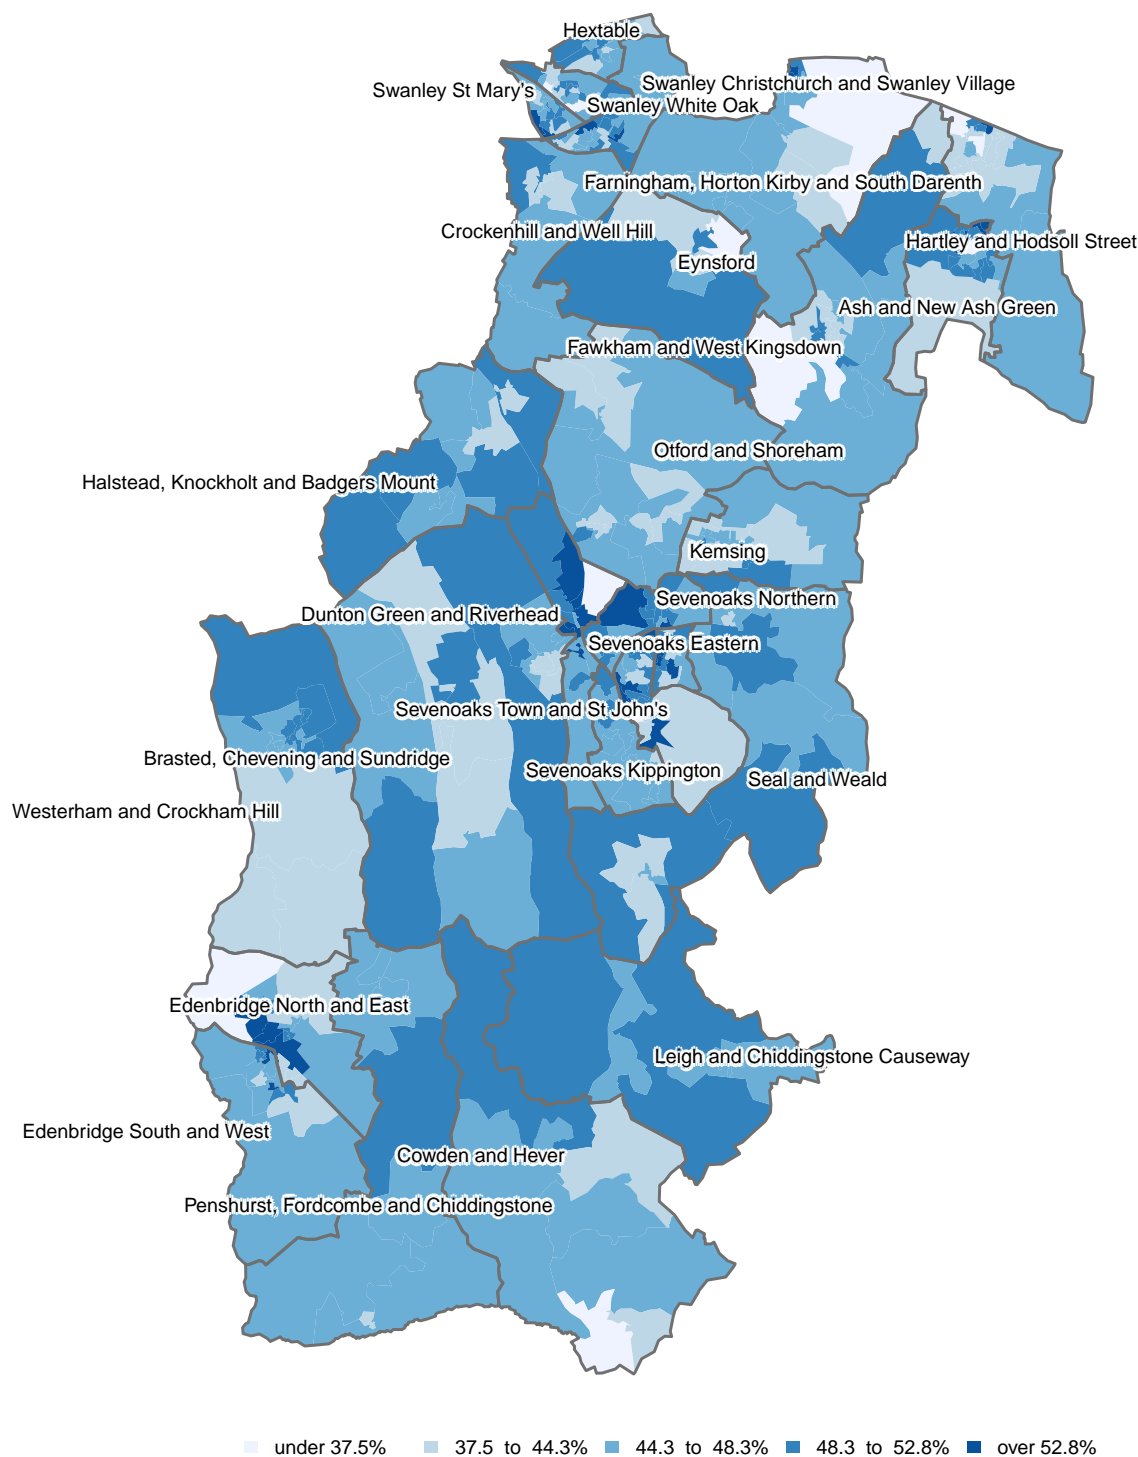 Hextable
Swanley Christchurch and Swanley Village
Swanley St Mary's
Swanley White Oak
Farningham, Horton Kirby and South Darenth
Crockenhill and Well Hill
Hartley and Hodsoll Street
Eynsford
Ash and New Ash Green
Fawkham and West Kingsdown
Otford and Shoreham
Halstead, Knockholt and Badgers Mount
Kemsing
Sevenoaks Northern
Dunton Green and Riverhead
Sevenoaks Eastern
Sevenoaks Town and St John's
Brasted, Chevening and Sundridge
Sevenoaks Kippington
Seal and Weald
Westerham and Crockham Hill
Edenbridge North and East
Leigh and Chiddingstone Causeway
Edenbridge South and West
Cowden and Hever
Penshurst, Fordcombe and Chiddingstone
under 37.5% 37.5 to 44.3% 44.3 to 48.3% 48.3 to 52.8% over 52.8%